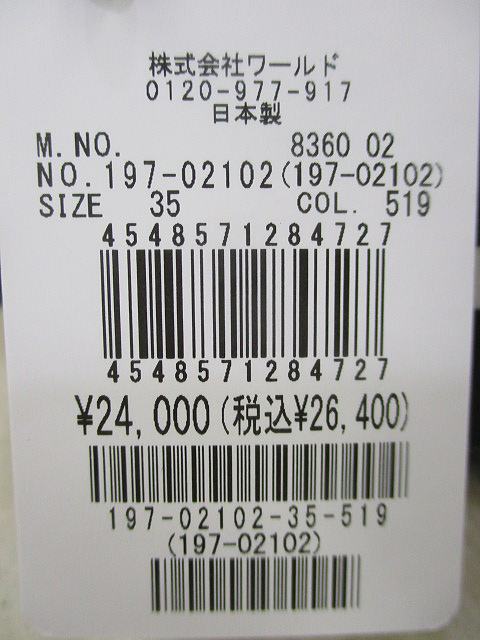 株式会社ワールド
0120-977-917
日本製
M.NO. 8360 02
NO.197-02102(197-02102)
SIZE 35 COL. 519
4548571284727
4548571284727
¥24,000(税込¥26,400)
197-02102-35-519
(197-02102)